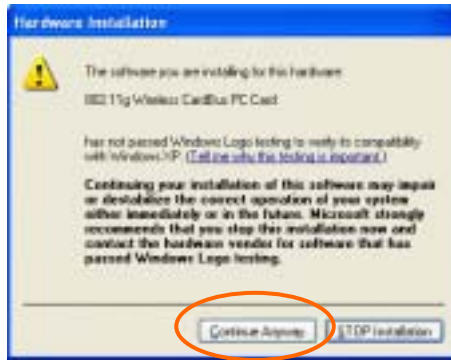 Hardware Installation
The software you are installing for this hardware:
802.11g Wireless CardBus PC Card
has not passed Windows Logo testing to verify its compatibility
with Windows XP. (Tell me why this testing is important.)
Continuing your installation of this software may impair
or destabilize the correct operation of your system
either immediately or in the future. Microsoft strongly
recommends that you stop this installation now and
contact the hardware vendor for software that has
passed Windows Logo testing.
Continue Anyway
STOP Installation